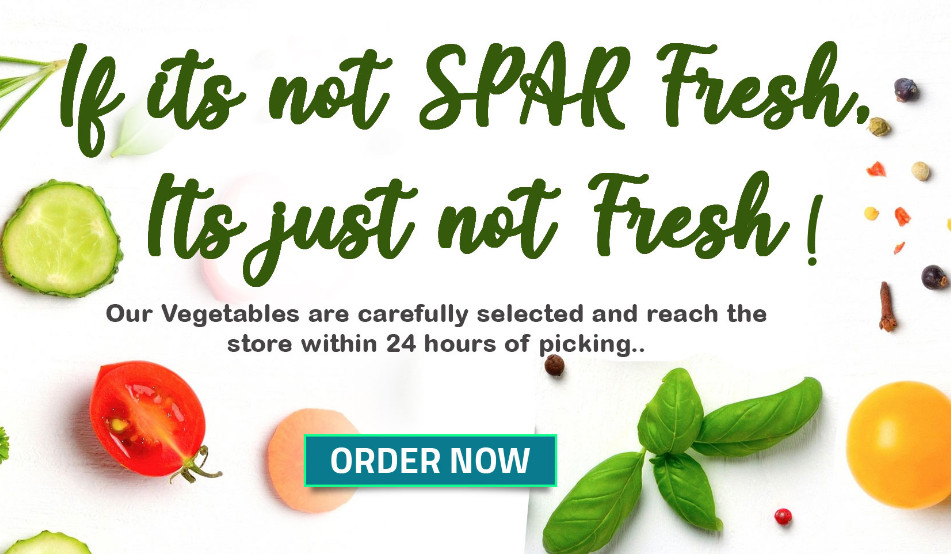 If its not SPAR Fresh,
Its just not Fresh!
Our Vegetables are carefully selected and reach the
store within 24 hours of picking..
ORDER NOW